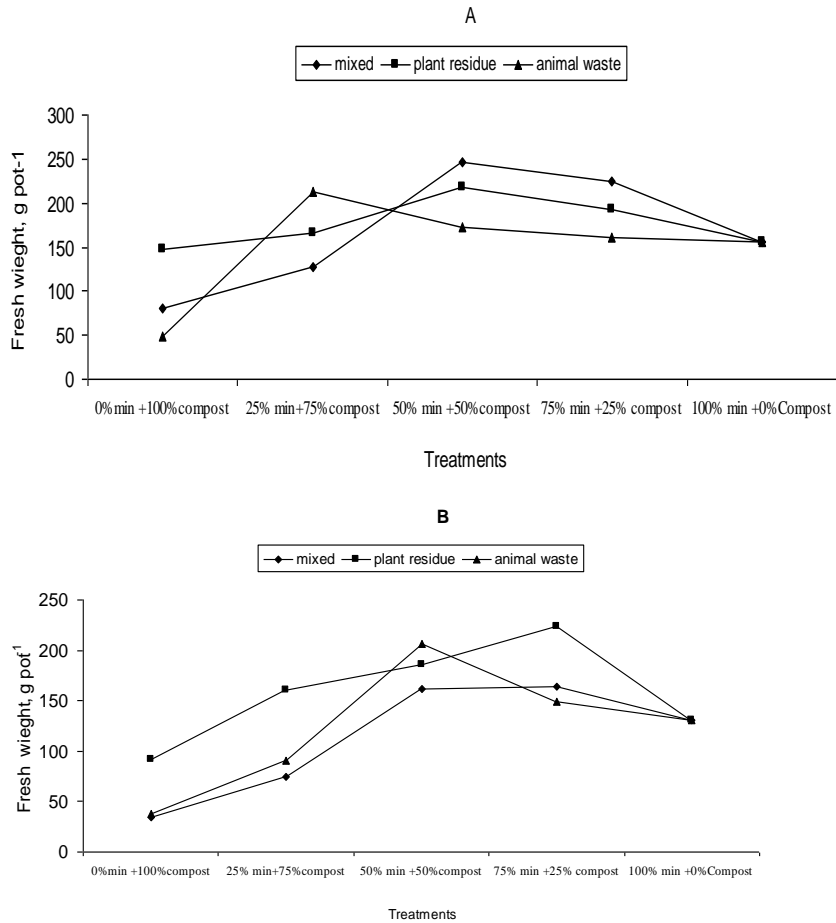 A
mixed plant residue animal waste
Fresh wieght, g pot-1
300
250
200
150
100
50
0
0%min +100%compost 25% min+75%compost 50% min +50%compost 75% min +25% compost 100% min +0%Compost
Treatments
B
mixed plant residue animal waste
Fresh wieght, g pot-1
250
200
150
100
50
0
0%min +100%compost 25% min+75%compost 50% min +50%compost 75% min +25% compost 100% min +0%Compost
Treatments